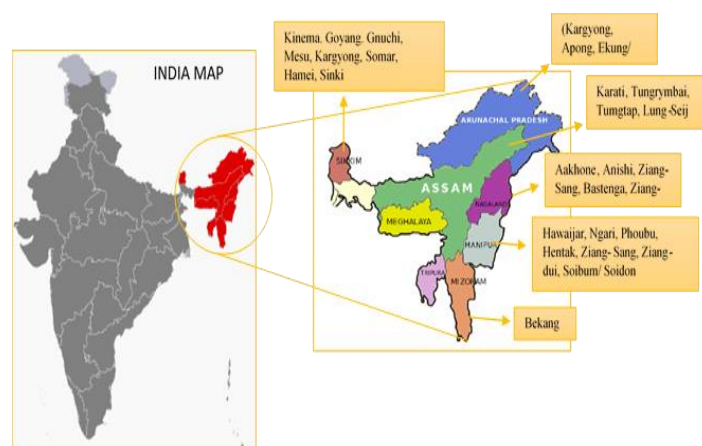 INDIA MAP
Kinema. Goyang. Gnuchi,
Mesu, Kargyong, Somar,
Hamei, Sinki
(Kargyong,
Apong, Ekung/
Karati, Tungrymbai,
Tumgtap, Lung-Seij
Aakhone, Anishi, Ziang-
Sang, Bastenga, Ziang-
Hawaijar, Ngari, Phoubu,
Hentak, Ziang- Sang, Ziang-
dui, Soibum/ Soidon
Bekang
ARUNACHAL PRADESH
SIKKIM
ASSAM
NAGALAND
MEGHALAYA
MANIPUR
TRIPURA
MIZORAM